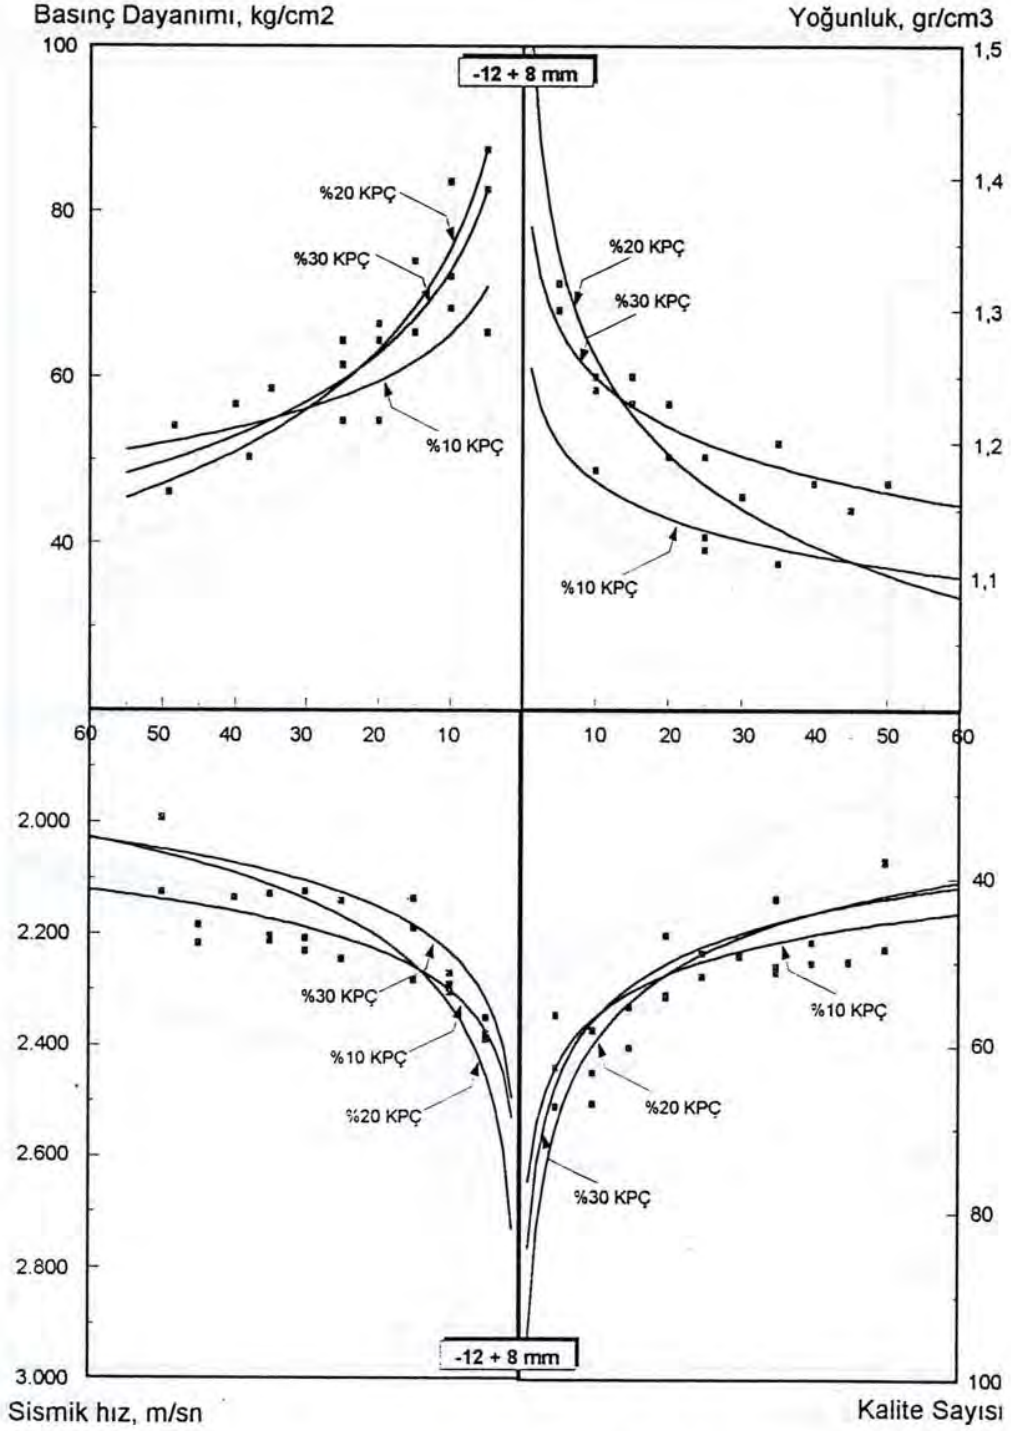 Basınç Dayanımı, kg/cm2
Yoğunluk, gr/cm3
100
80
60
40
-12 + 8 mm
1,5
1,4
1,3
1,2
1,1
%20 KPÇ
%30 KPÇ
%10 KPÇ
%20 KPÇ
%30 KPÇ
%10 KPÇ
60 50 40 30 20 10
10 20 30 40 50 60
2.000
2.200
2.400
2.600
2.800
3.000
40
60
80
100
%30 KPÇ
%10 KPÇ
%20 KPÇ
%10 KPÇ
%20 KPÇ
%30 KPÇ
-12 + 8 mm
Sismik hız, m/sn
Kalite Sayısı